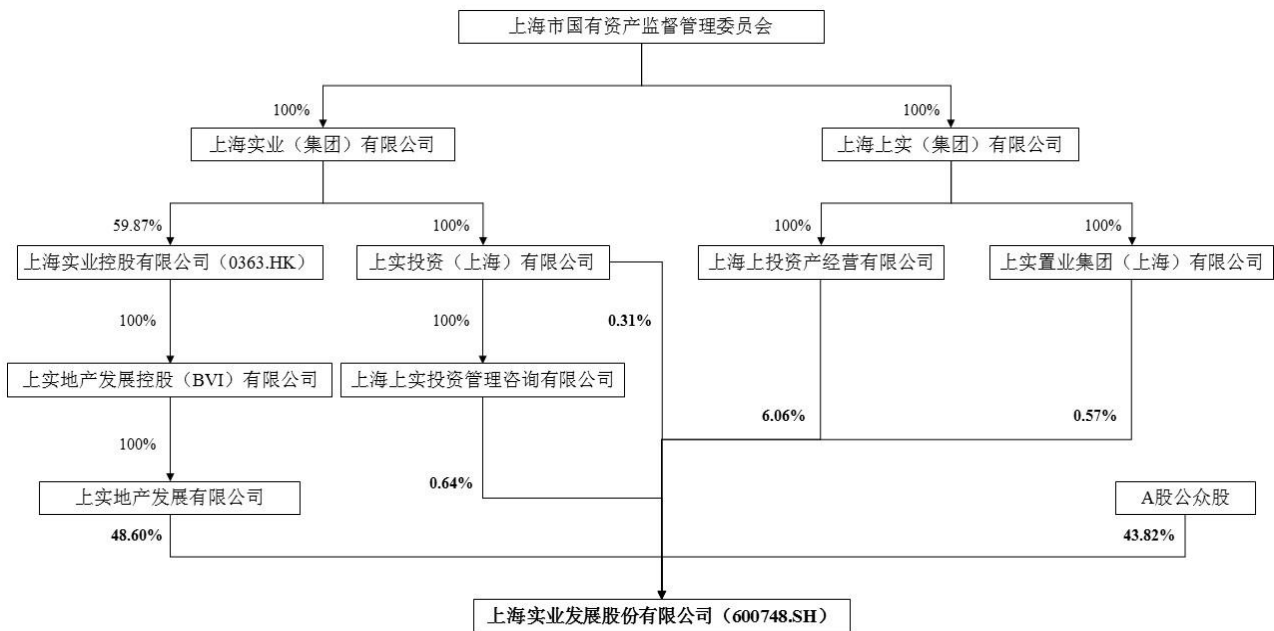 上海市国有资产监督管理委员会
100%
100%
上海实业（集团）有限公司
上海上实（集团）有限公司
59.87%
100%
100%
100%
上海实业控股有限公司（0363.HK）
上实投资（上海）有限公司
上海上投资产经营有限公司
上实置业集团（上海）有限公司
100%
100%
0.31%
上实地产发展控股（BVI）有限公司
上海上实投资管理咨询有限公司
6.06%
0.57%
100%
0.64%
上实地产发展有限公司
A股公众股
48.60%
43.82%
上海实业发展股份有限公司（600748.SH）